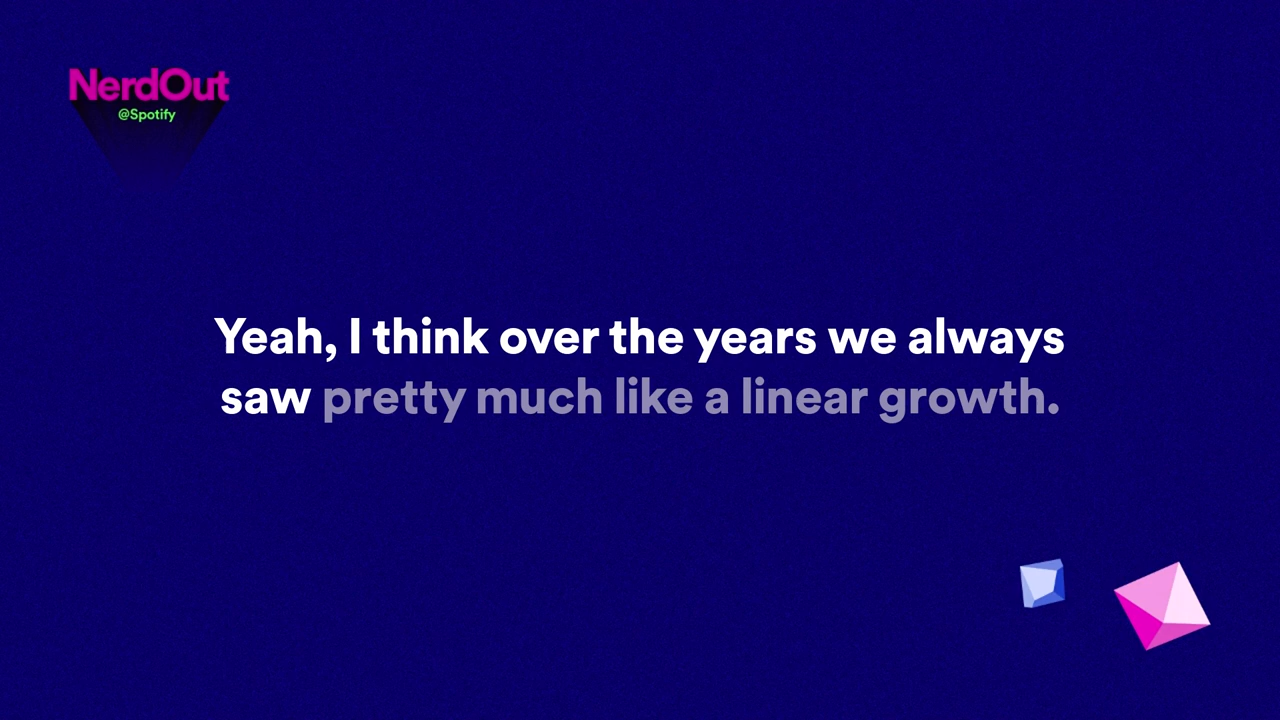 NerdOut
@Spotify
Yeah, I think over the years we always
saw pretty much like a linear growth.